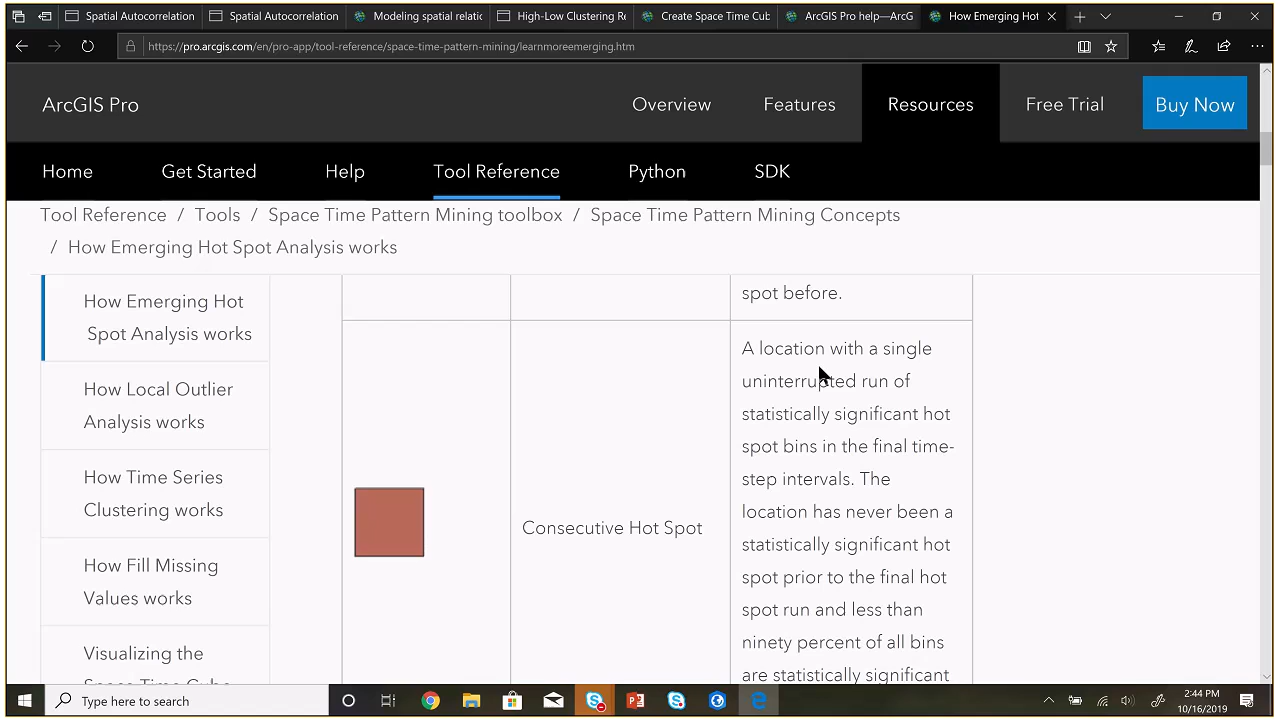 Spatial Autocorrelation
Spatial Autocorrelation
Modeling spatial relatic
High-Low Clustering Re
Create Space Time Cub
ArcGIS Pro help—ArcG
How Emerging Hot
https://pro.arcgis.com/en/pro-app/tool-reference/space-time-pattern-mining/learnmoreemerging.htm
ArcGIS Pro
Overview
Features
Resources
Free Trial
Buy Now
Home
Get Started
Help
Tool Reference
Python
SDK
Tool Reference / Tools / Space Time Pattern Mining toolbox / Space Time Pattern Mining Concepts
/ How Emerging Hot Spot Analysis works
How Emerging Hot
Spot Analysis works
How Local Outlier
Analysis works
How Time Series
Clustering works
How Fill Missing
Values works
Visualizing the
Space Time Cube
spot before.
Consecutive Hot Spot
A location with a single
uninterrupted run of
statistically significant hot
spot bins in the final time-
step intervals. The
location has never been a
statistically significant hot
spot prior to the final hot
spot run and less than
ninety percent of all bins
are statistically significant
Type here to search
2:44 PM
10/16/2019